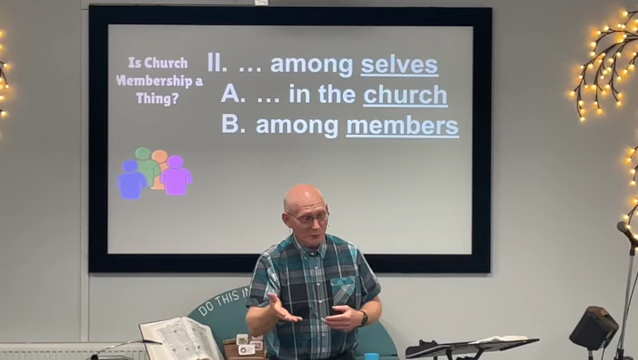 Is Church
Membership a
Thing?
II. … among selves
A. … in the church
B. among members
DO THIS IN